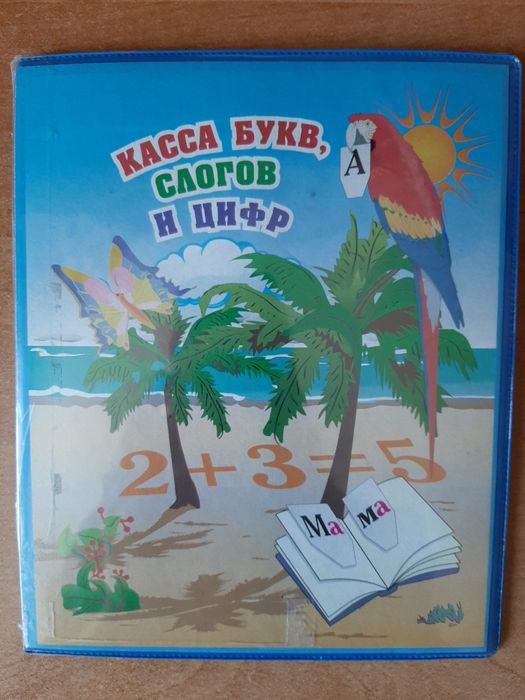 КАССА БУКВ,
СЛОГОВ
И ЦИФР
А
2+3=5
Ма ма